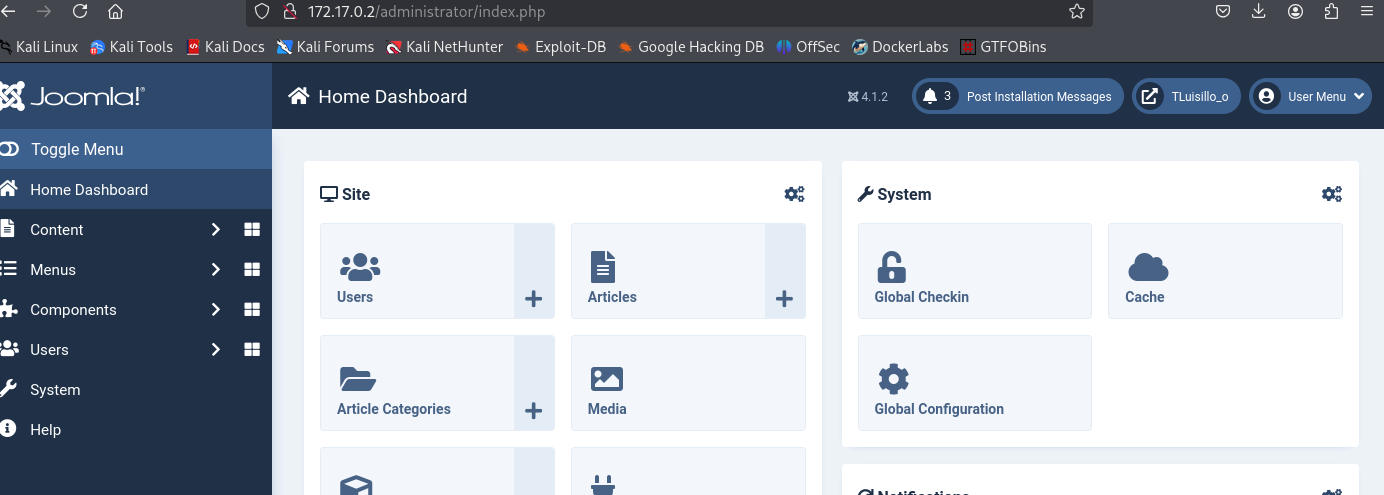 172.17.0.2/administrator/index.php
Kali Linux Kali Tools Kali Docs Kali Forums Kali NetHunter Exploit-DB Google Hacking DB OffSec DockerLabs GTFOBins
Joomla!®
Home Dashboard
4.1.2
3 Post Installation Messages
TLuisillo_o
User Menu
Toggle Menu
Home Dashboard
Content
Menus
Components
Users
System
Help
Site
Users
Articles
Article Categories
Media
System
Global Checkin
Cache
Global Configuration
Notifications